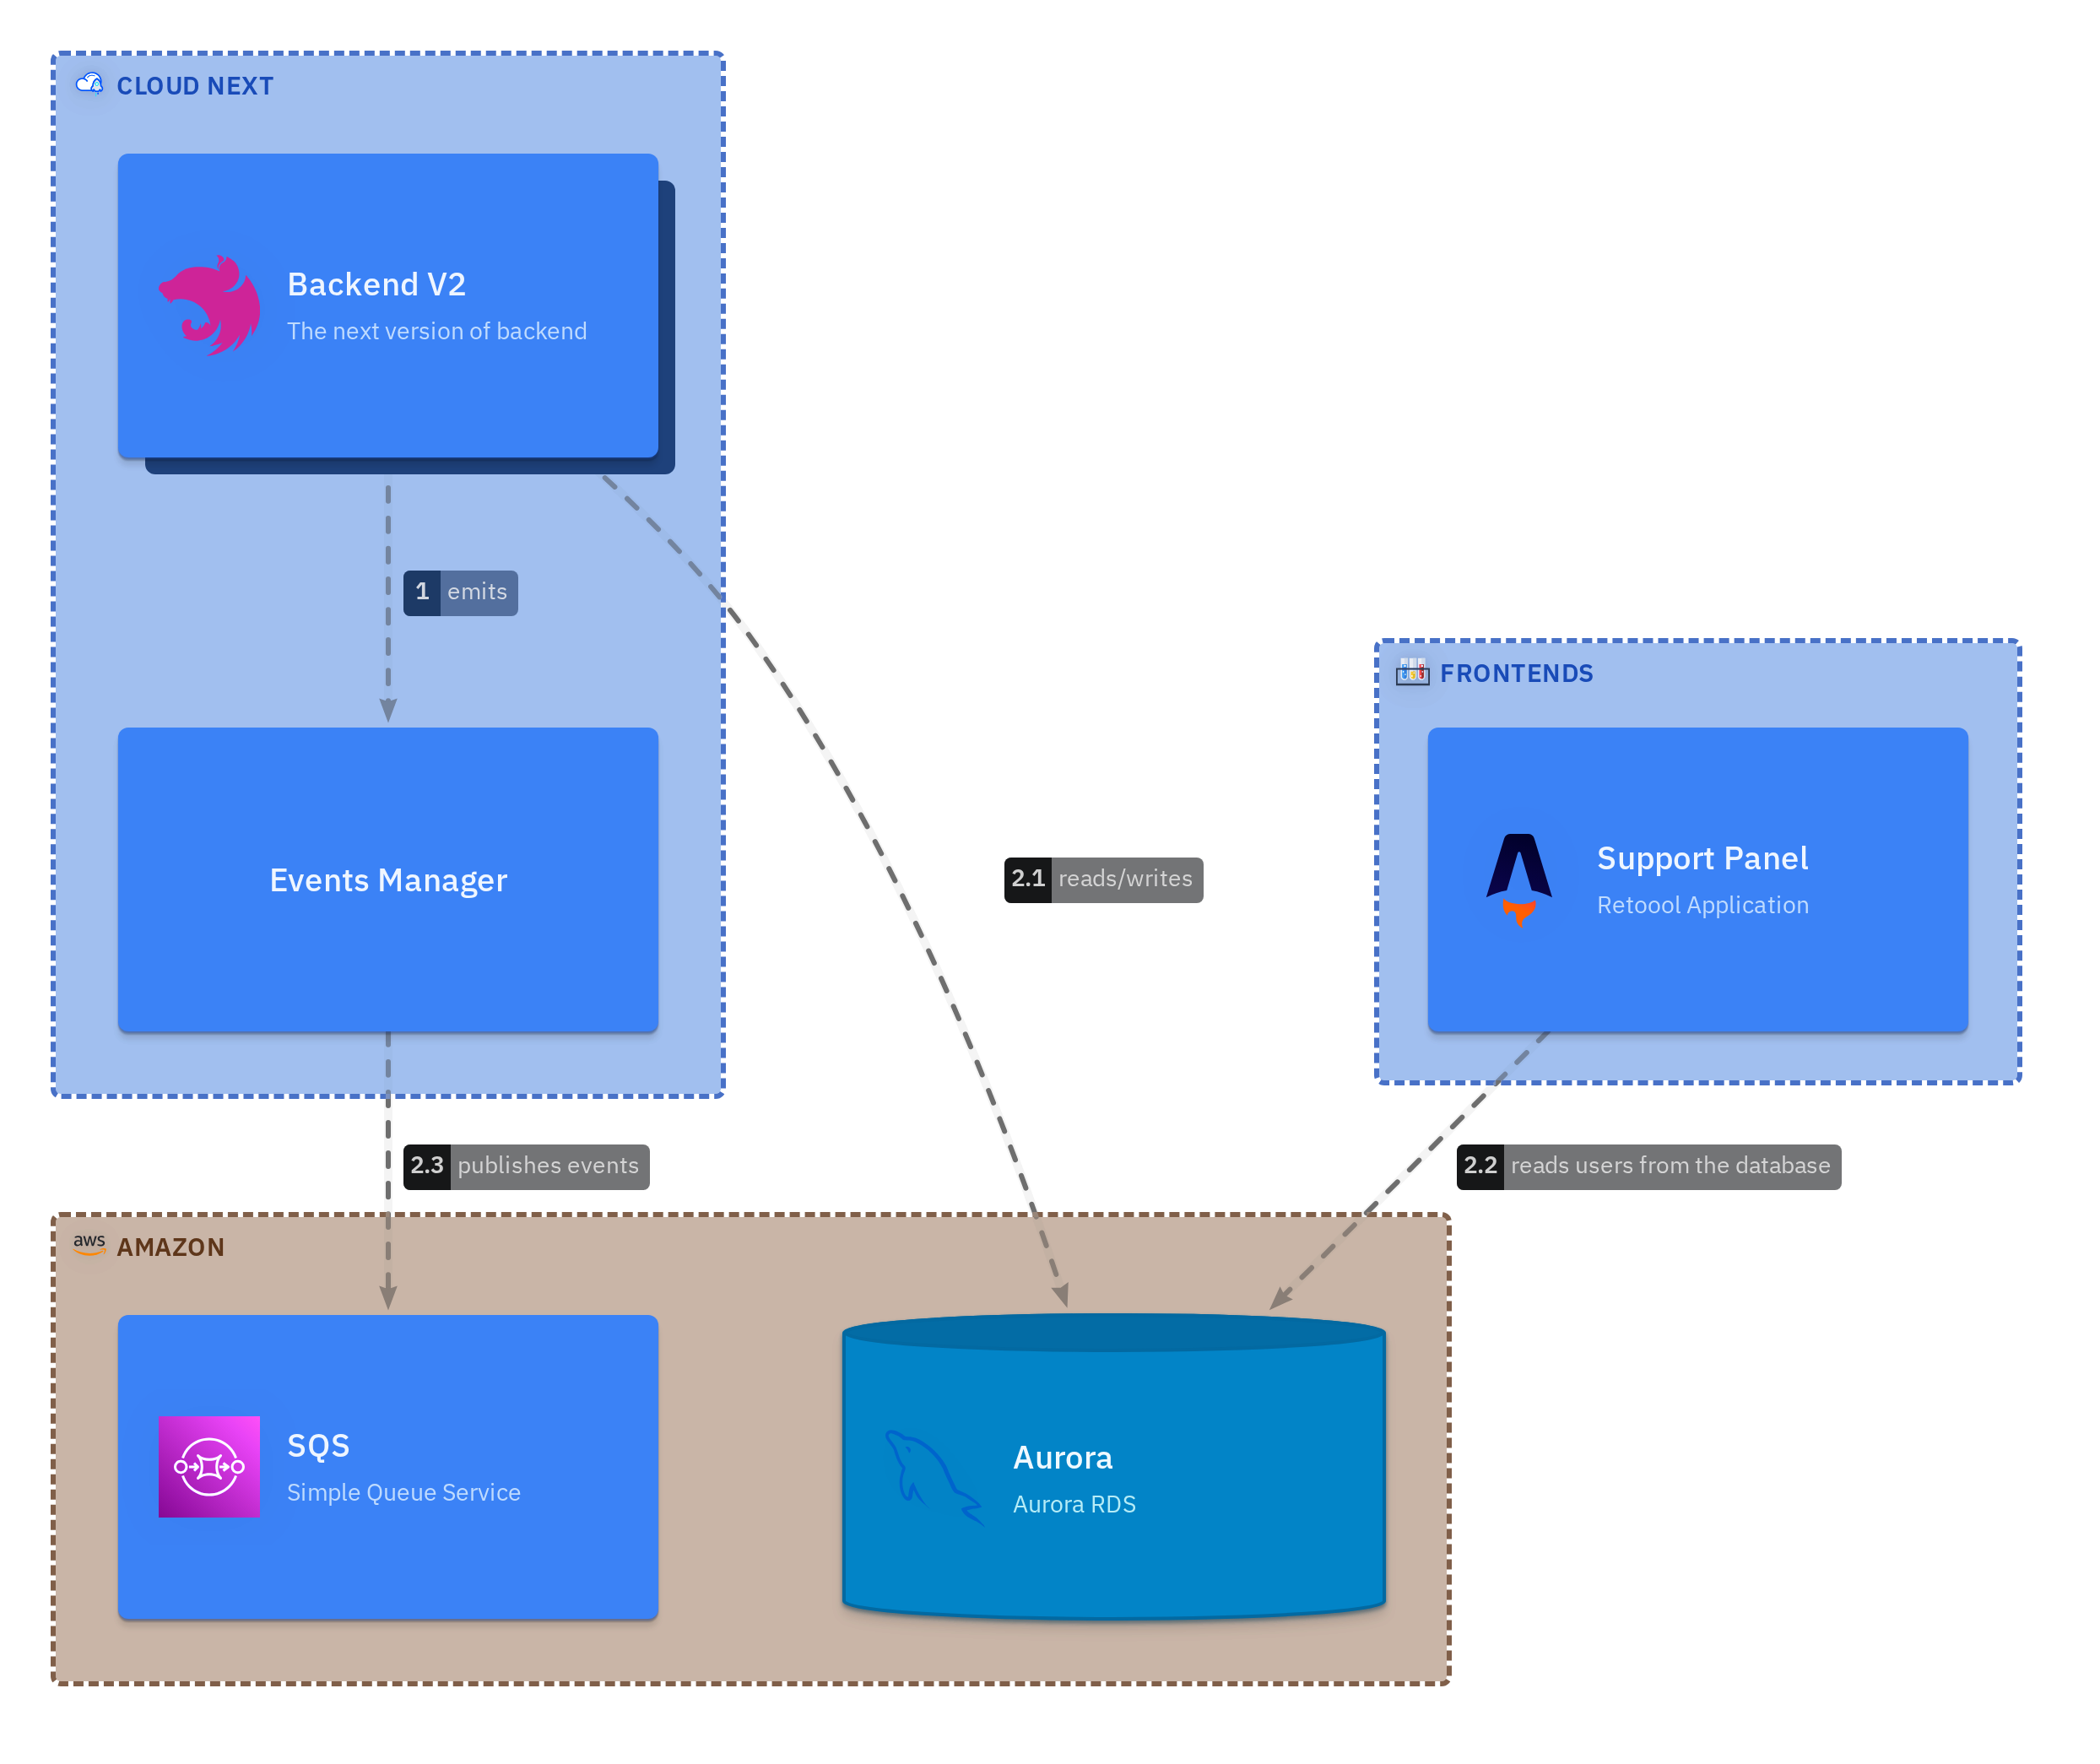 CLOUD NEXT
Backend V2
The next version of backend
1 emits
FRONTENDS
Events Manager
2.1 reads/writes
Support Panel
Retoool Application
2.3 publishes events
2.2 reads users from the database
aws AMAZON
SQS
Simple Queue Service
Aurora
Aurora RDS